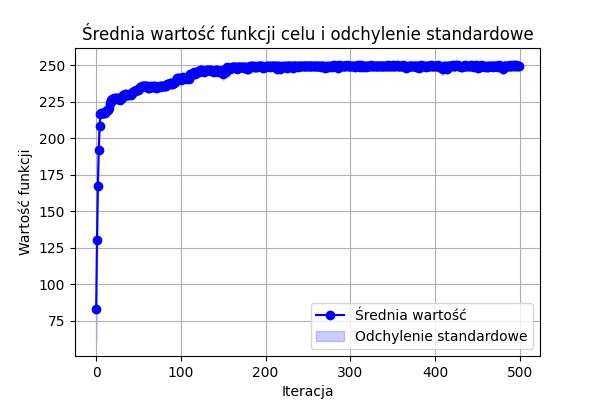 Średnia wartość funkcji celu i odchylenie standardowe
250
225
200
175
150
125
100
75
Wartość funkcji
Średnia wartość
Odchylenie standardowe
0 100 200 300 400 500
Iteracja